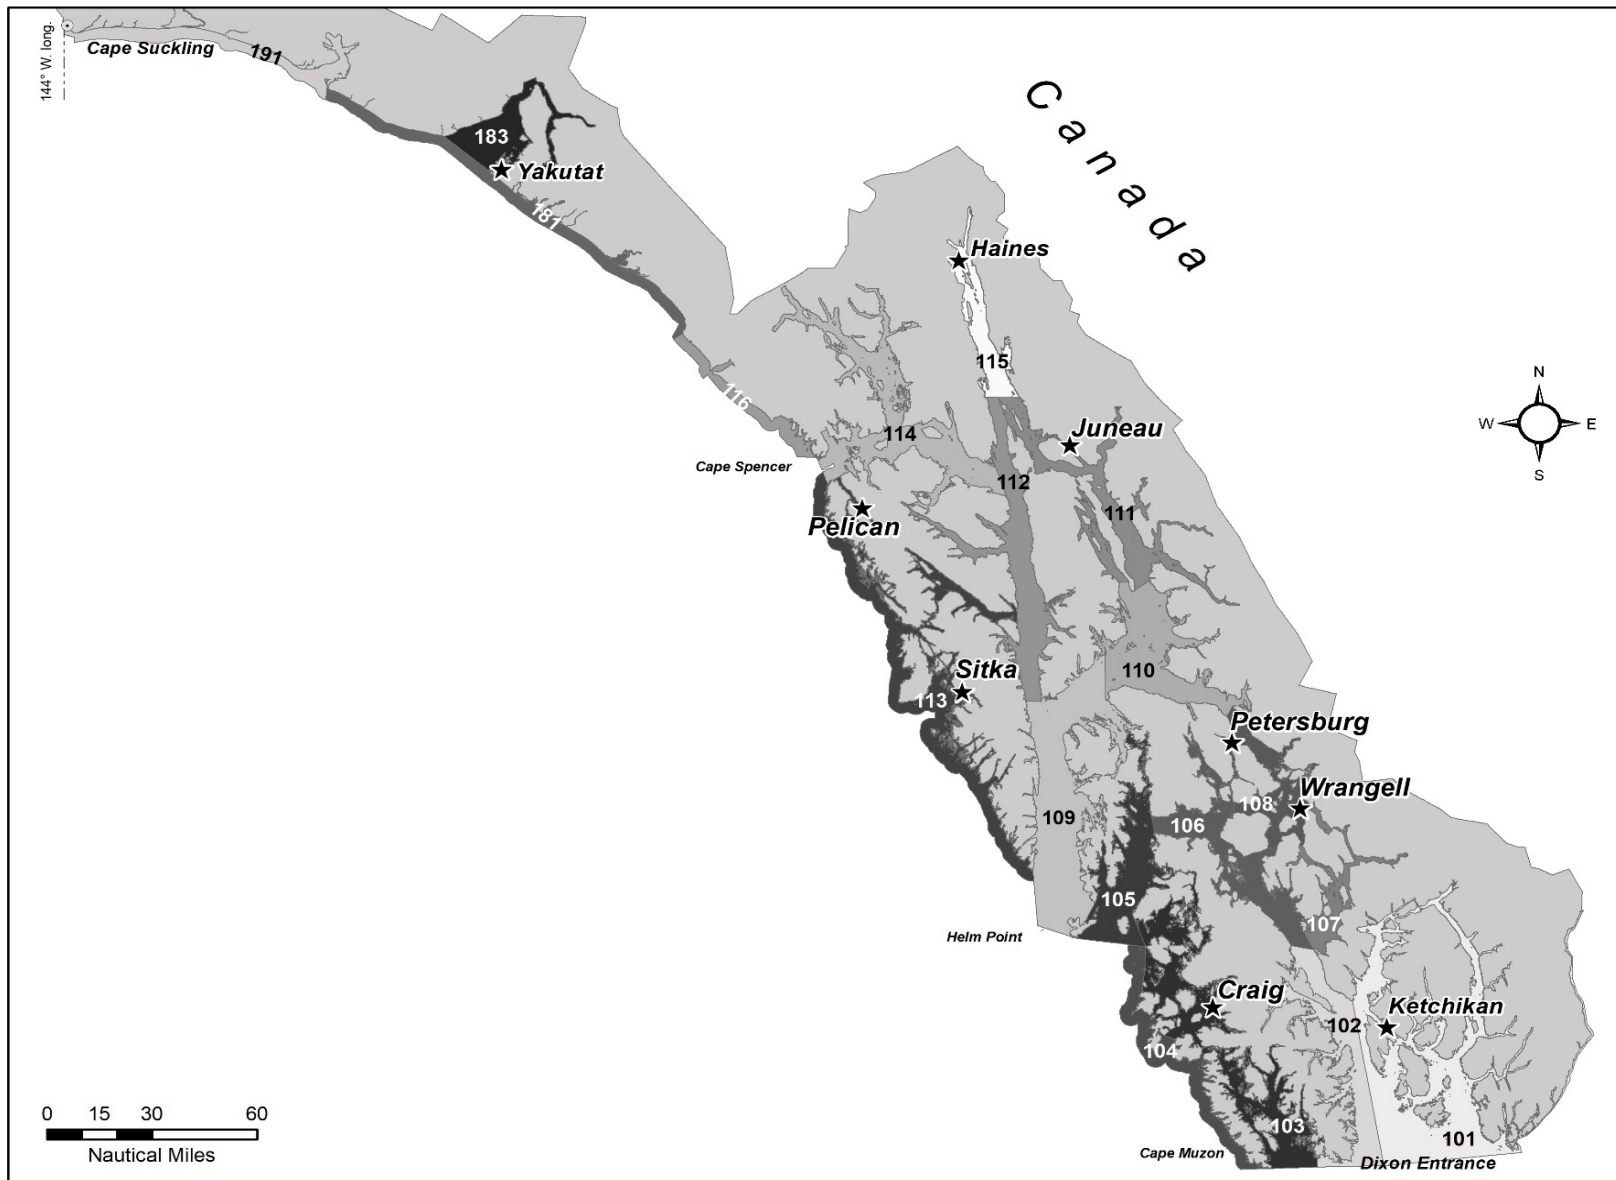 144° W. long.
Cape Suckling
191
Canada
183
Yakutat
181
Haines
115
116
114
Juneau
N
W E
S
Cape Spencer
112
111
Pelican
Sitka
110
113
Petersburg
Wrangell
108
109
106
105
107
Helm Point
Craig
Ketchikan
102
104
0 15 30 60
Nautical Miles
103
101
Cape Muzon
Dixon Entrance